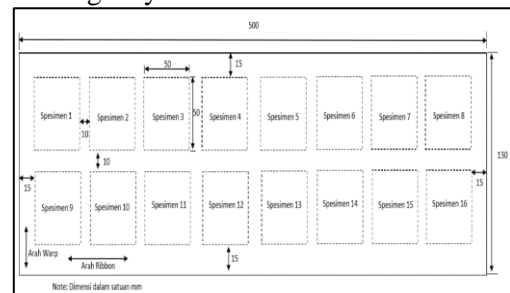 500
50
15
Spesimen 1
Spesimen 2
Spesimen 3
50
Spesimen 4
Spesimen 5
Spesimen 6
Spesimen 7
Spesimen 8
10
10
130
15
15
Spesimen 9
Spesimen 10
Spesimen 11
Spesimen 12
Spesimen 13
Spesimen 14
Spesimen 15
Spesimen 16
Arah Warp
15
Arah Ribbon
Note: Dimensi dalam satuan mm